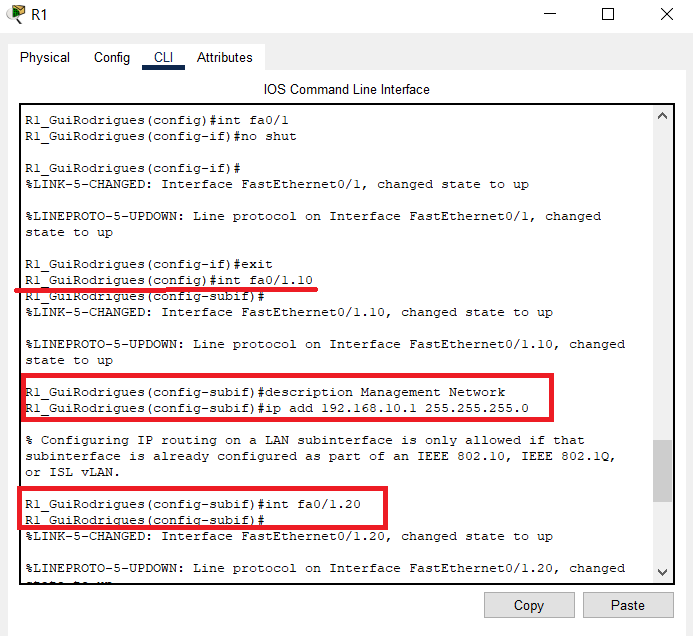 R1
Physical Config CLI Attributes
IOS Command Line Interface
R1_GuiRodrigues(config)#int fa0/1
R1_GuiRodrigues(config-if)#no shut
R1_GuiRodrigues(config-if)#
%LINK-5-CHANGED: Interface FastEthernet0/1, changed state to up
%LINEPROTO-5-UPDOWN: Line protocol on Interface FastEthernet0/1, changed
state to up
R1_GuiRodrigues(config-if)#exit
R1_GuiRodrigues(config)#int fa0/1.10
R1_GuiRodrigues(config-subif)#
%LINK-5-CHANGED: Interface FastEthernet0/1.10, changed state to up
%LINEPROTO-5-UPDOWN: Line protocol on Interface FastEthernet0/1.10, changed
state to up
R1_GuiRodrigues(config-subif)#description Management Network
R1_GuiRodrigues(config-subif)#ip add 192.168.10.1 255.255.255.0
% Configuring IP routing on a LAN subinterface is only allowed if that
subinterface is already configured as part of an IEEE 802.10, IEEE 802.1Q,
or ISL vLAN.
R1_GuiRodrigues(config-subif)#int fa0/1.20
R1_GuiRodrigues(config-subif)#
%LINK-5-CHANGED: Interface FastEthernet0/1.20, changed state to up
%LINEPROTO-5-UPDOWN: Line protocol on Interface FastEthernet0/1.20, changed
state to up
Copy Paste